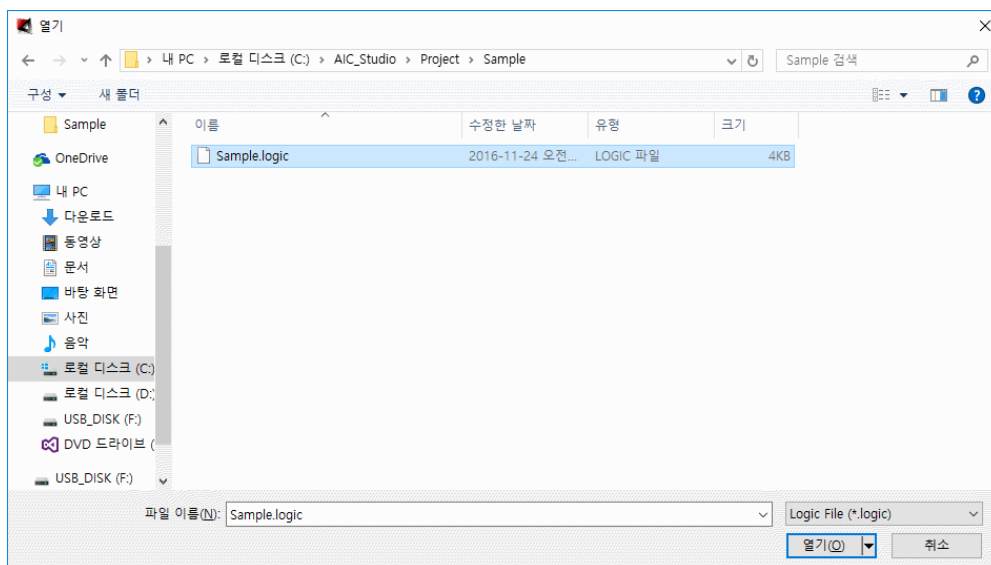 열기
내 PC > 로컬 디스크 (C:) > AIC_Studio > Project > Sample
Sample 검색
구성
새 폴더
이름 수정한 날짜 유형 크기
Sample.logic 2016-11-24 오전... LOGIC 파일 4KB
Sample
OneDrive
내 PC
다운로드
동영상
문서
바탕 화면
사진
음악
로컬 디스크 (C:)
로컬 디스크 (D:;
USB_DISK (F:)
DVD 드라이브 (
USB_DISK (F:)
파일 이름(N): Sample.logic
Logic File (*.logic)
열기(O) 취소